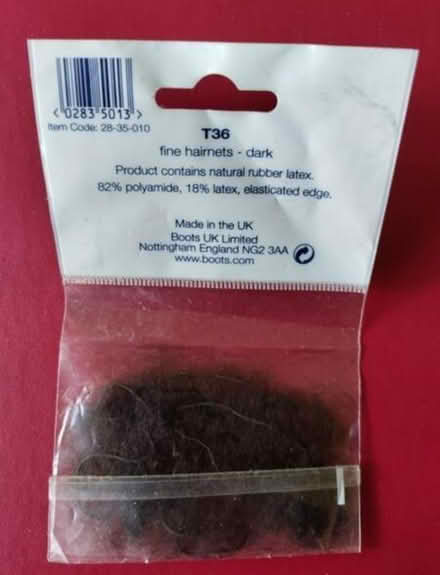 < 0283 5013 >
Item Code: 28-35-010
T36
fine hairnets - dark
Product contains natural rubber latex.
82% polyamide, 18% latex, elasticated edge.
Made in the UK
Boots UK Limited
Nottingham England NG2 3AA
www.boots.com